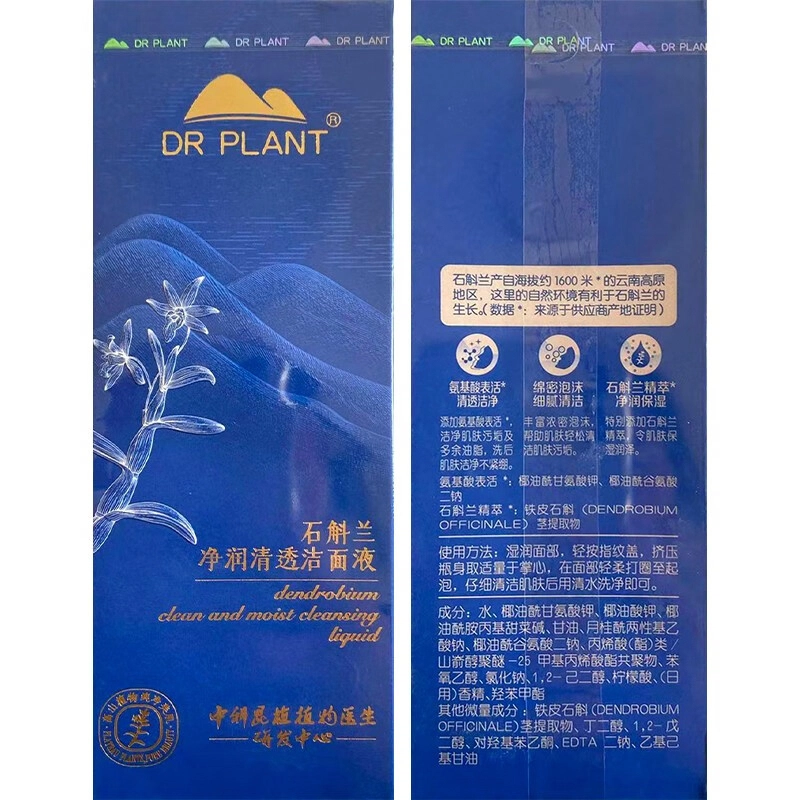 DR PLANT DR PLANT DR PLANT
DR PLANT®
石斛兰
净润清透洁面液
dendrobium
clean and moist cleansing
liquid
高山植物纯净美肌
中科昆植植物医生
研发中心
DR PLANT DR PLANT DR PLANT DR PLAN
石斛兰产自海拔约1600米*的云南高原
地区，这里的自然环境有利于石斛兰的
生长。(数据*：来源于供应商产地证明)
氨基酸表活* 绵密泡沫 石斛兰精萃*
清透洁净 细腻清洁 净润保湿
添加氨基酸表活*， 丰富浓密泡沫， 特别添加石斛兰
洁净肌肤污垢及 帮助肌肤轻松清 精萃，令肌肤保
多余油脂，洗后 洁肌肤污垢。 湿润泽。
肌肤洁净不紧绷。
氨基酸表活*：椰油酰甘氨酸钾、椰油酰谷氨酸
二钠
石斛兰精萃*：铁皮石斛（DENDROBIUM
OFFICINALE）茎提取物
使用方法：湿润面部，轻按指纹盖，挤压
瓶身取适量于掌心，在面部轻柔打圈至起
泡，仔细清洁肌肤后用清水洗净即可。
成分：水、椰油酰甘氨酸钾、椰油酸钾、椰
油酰胺丙基甜菜碱、甘油、月桂酰两性基乙
酸钠、椰油酰谷氨酸二钠、丙烯酸(酯)类/
山嵛醇聚醚-25 甲基丙烯酸酯共聚物、苯
氧乙醇、氯化钠、1,2-己二醇、柠檬酸、(日
用)香精、羟苯甲酯
其他微量成分：铁皮石斛(DENDROBIUM
OFFICINALE)茎提取物、丁二醇、1,2-戊
二醇、对羟基苯乙酮、EDTA 二钠、乙基己
基甘油